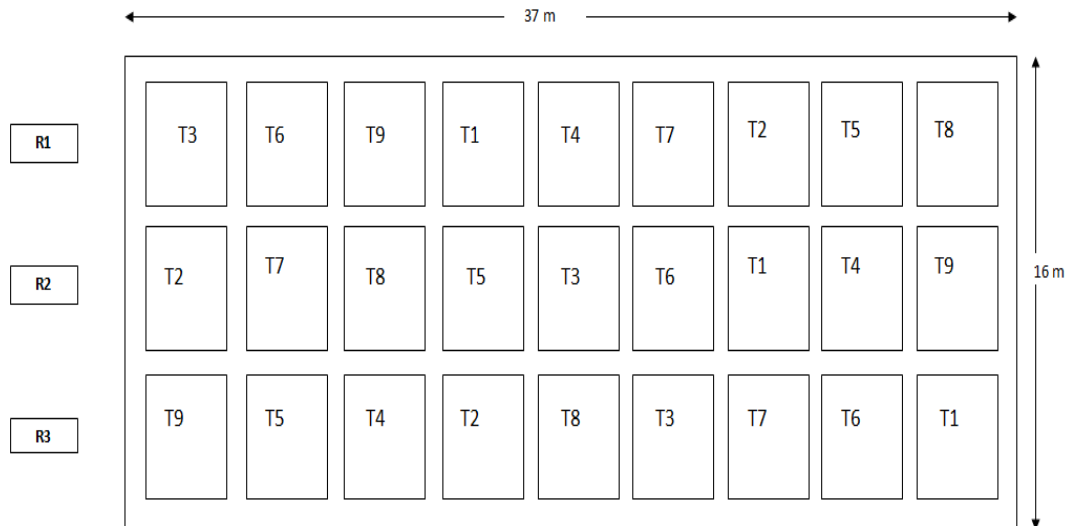 37 m
R1
T3 T6 T9 T1 T4 T7 T2 T5 T8
R2
T2 T7 T8 T5 T3 T6 T1 T4 T9
16 m
R3
T9 T5 T4 T2 T8 T3 T7 T6 T1